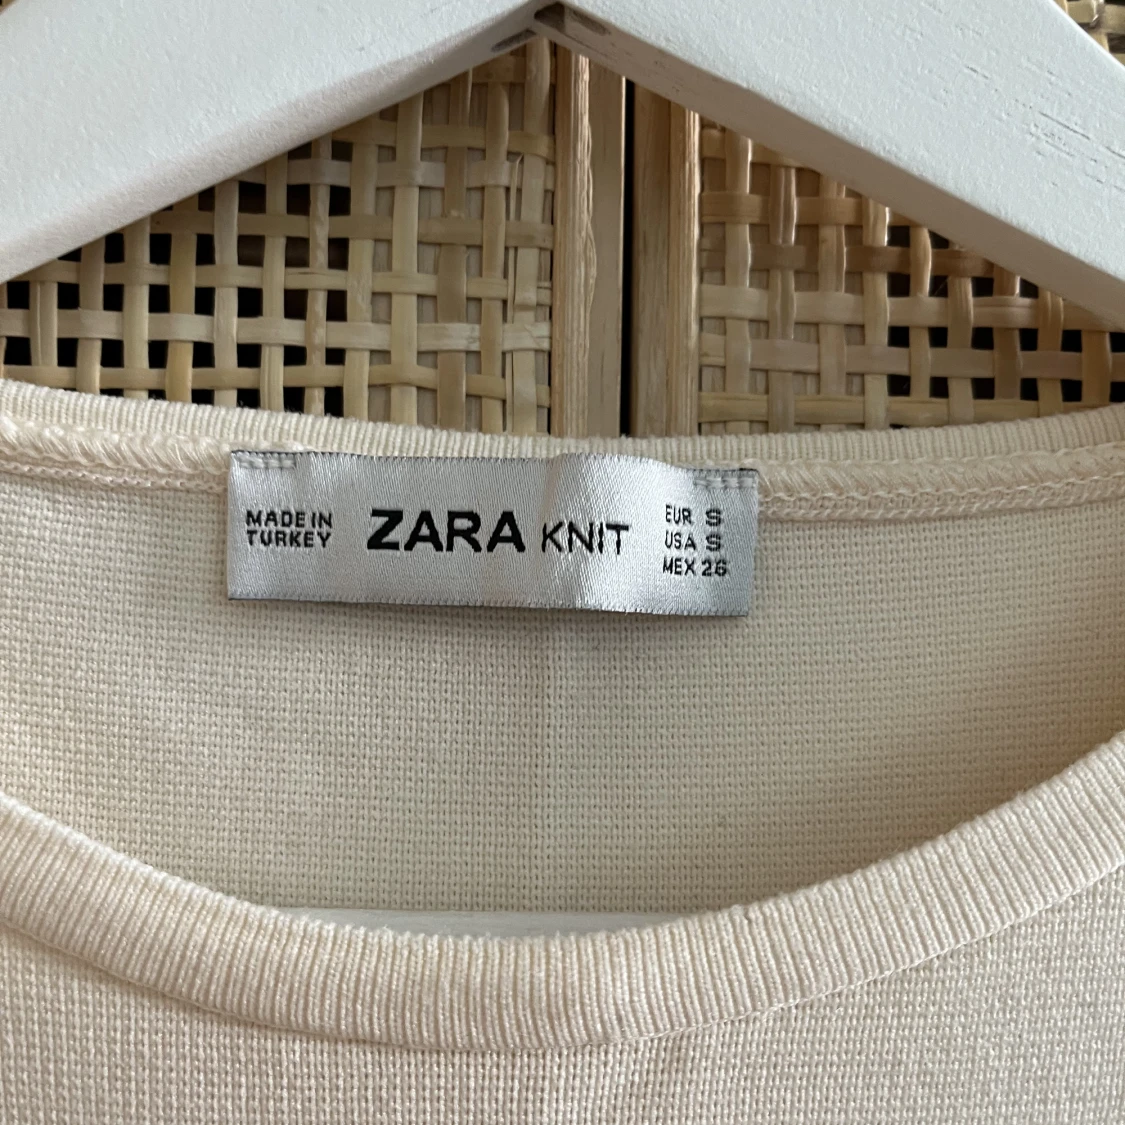 MADE IN
TURKEY
ZARA KNIT
EUR S
USA S
MEX 26